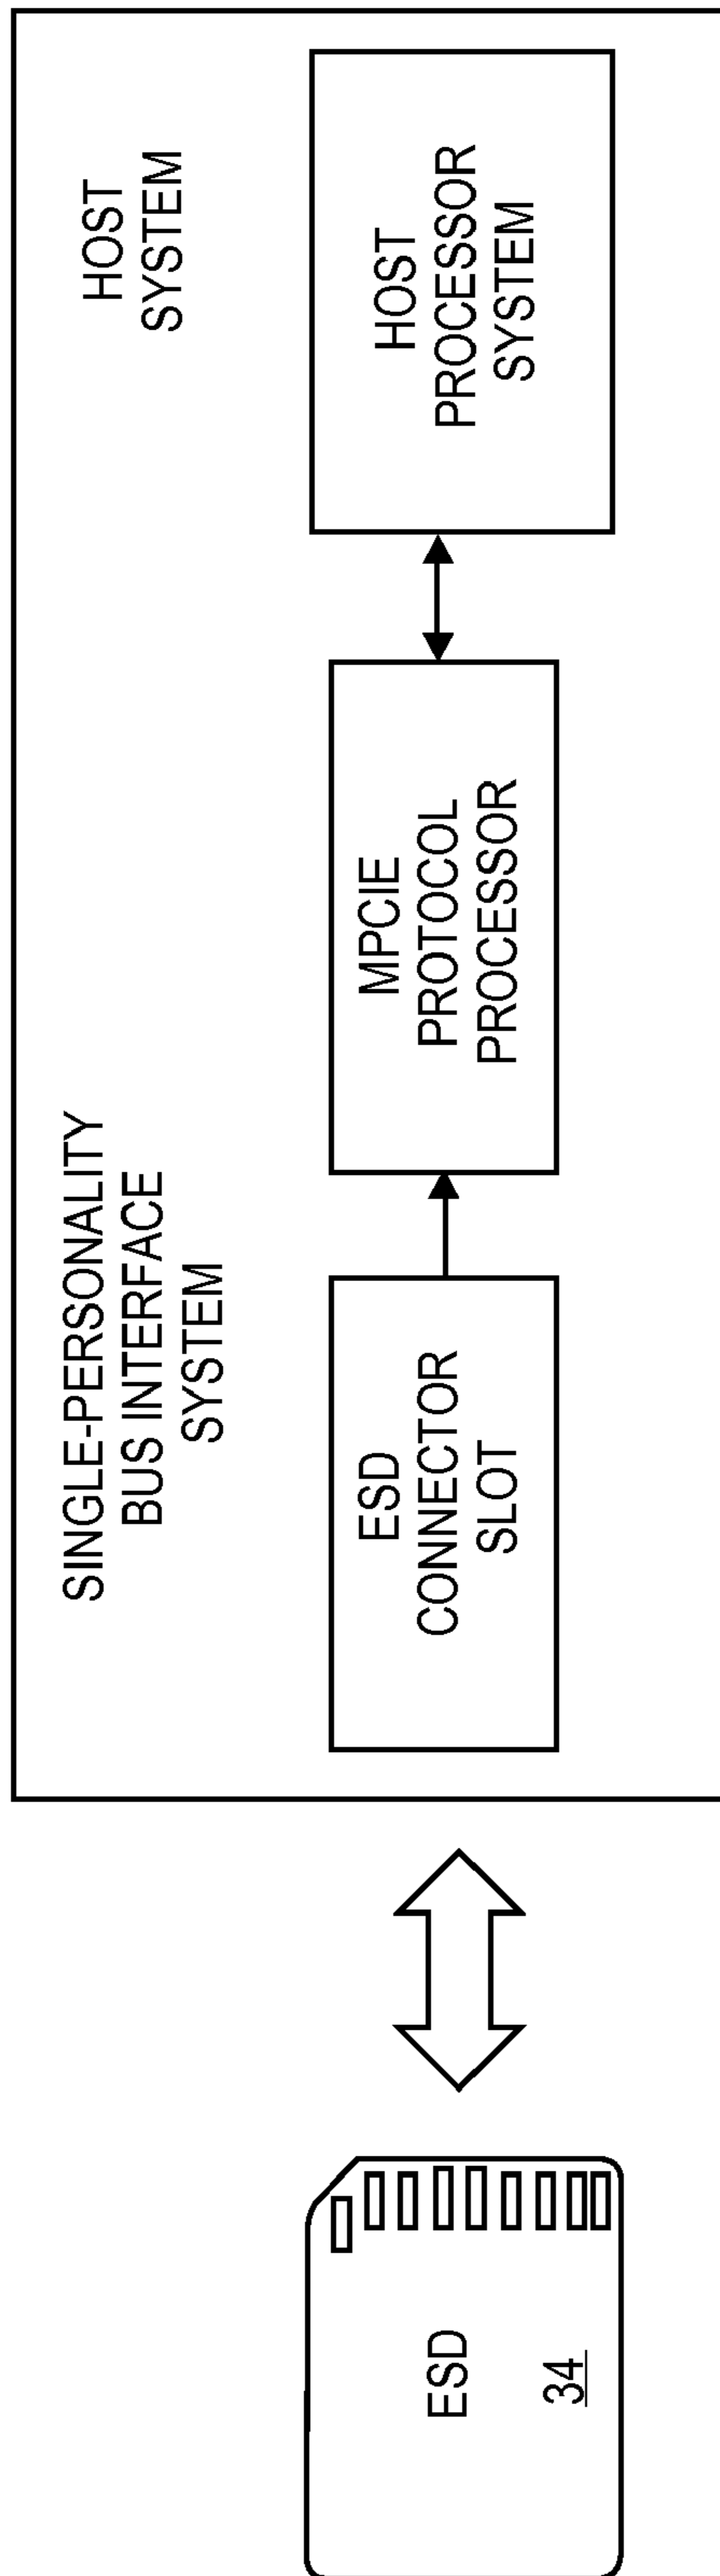 SINGLE-PERSONALITY
BUS INTERFACE
SYSTEM
HOST
SYSTEM
ESD
34
ESD
CONNECTOR
SLOT
MPCIE
PROTOCOL
PROCESSOR
HOST
PROCESSOR
SYSTEM